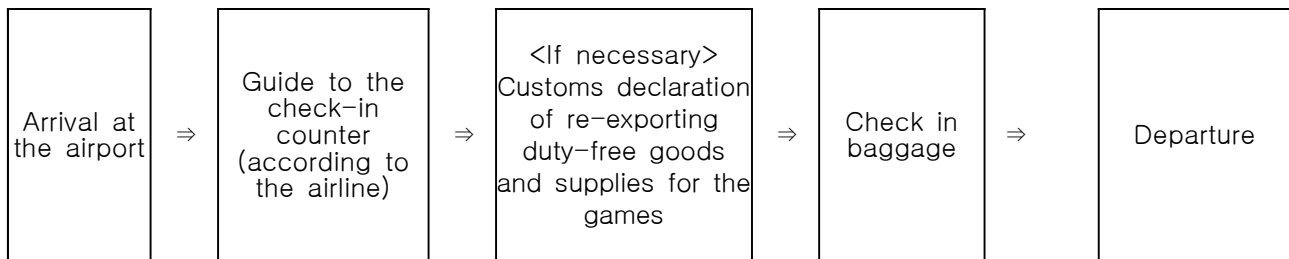 Arrival at
the airport
⇒
Guide to the
check-in
counter
(according to
the airline)
⇒
<If necessary>
Customs declaration
of re-exporting
duty-free goods
and supplies for the
games
⇒
Check in
baggage
⇒
Departure